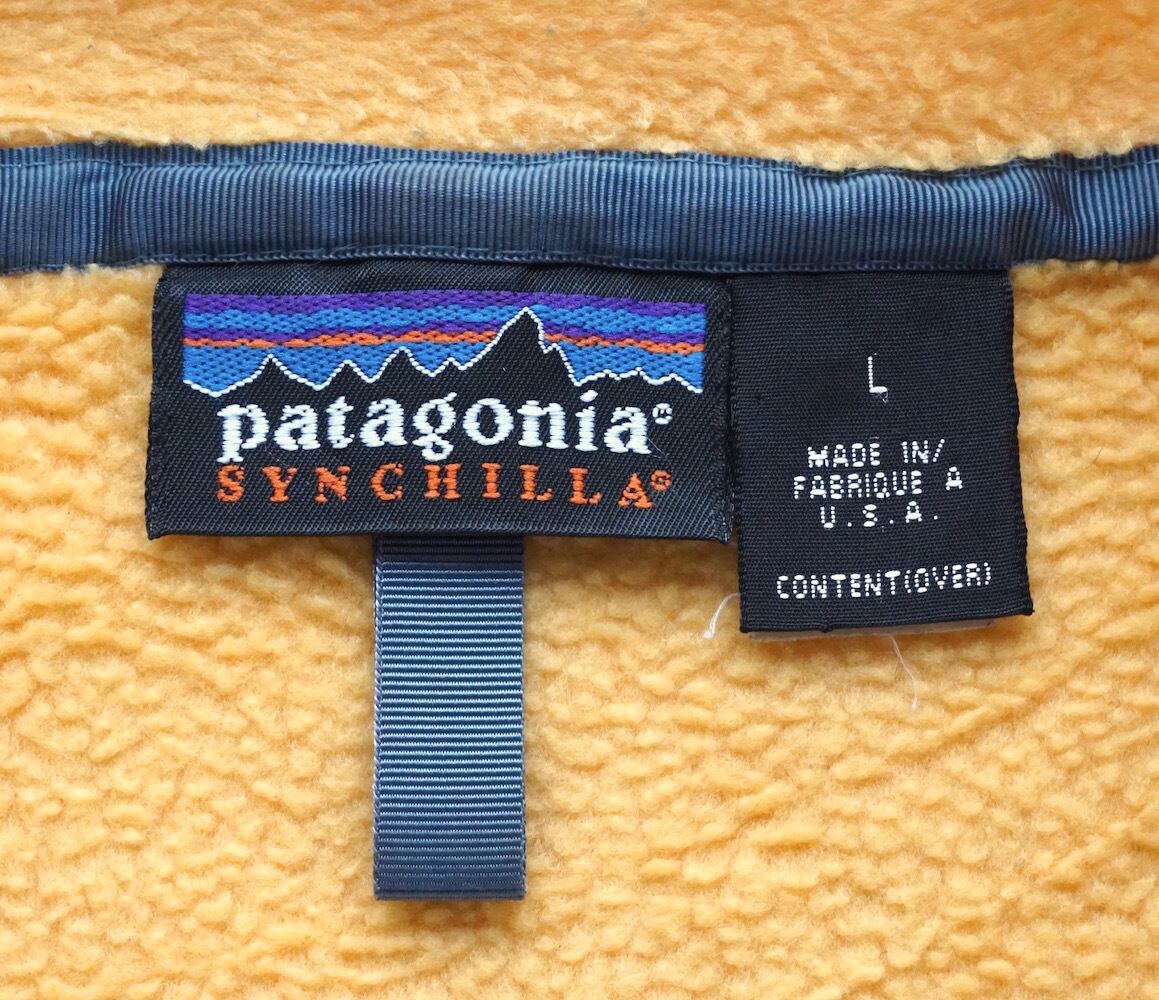 patagonia®
SYNCHILLA®
L
MADE IN/
FABRIQUE A
U.S.A.
CONTENT(OVER)